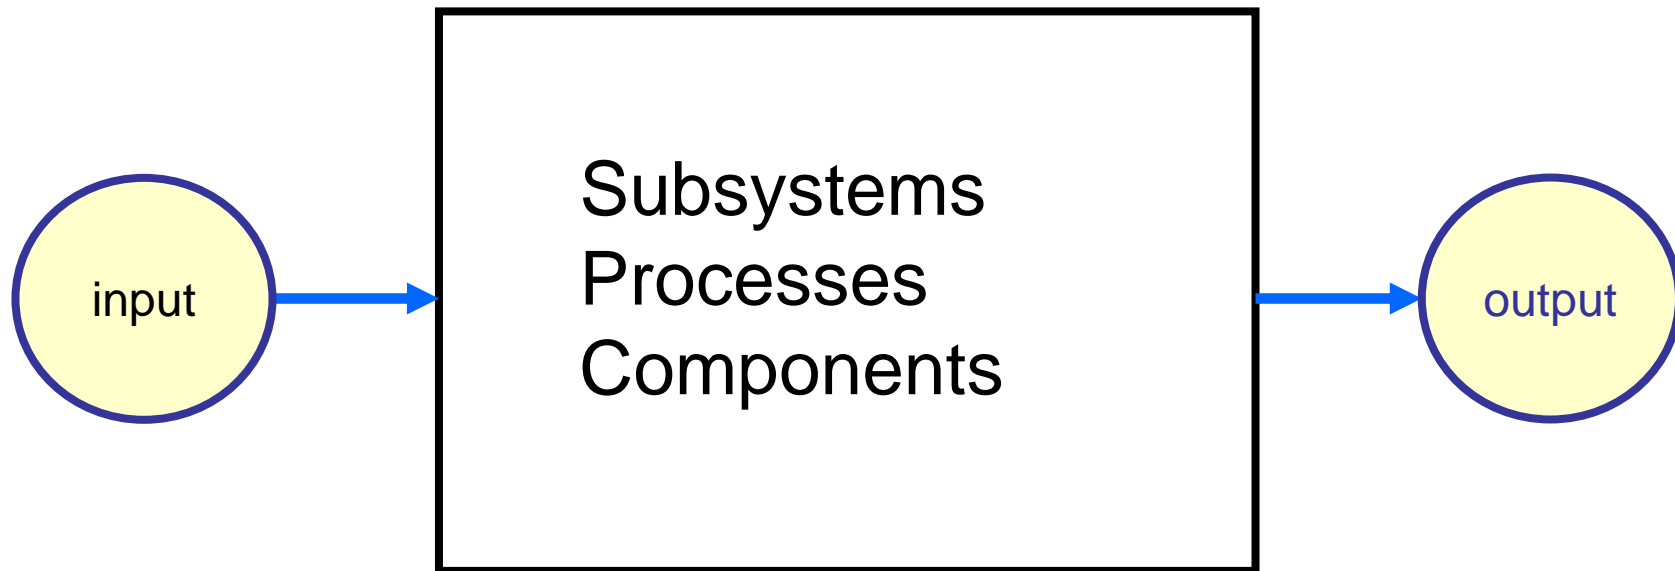 input
Subsystems
Processes
Components
output